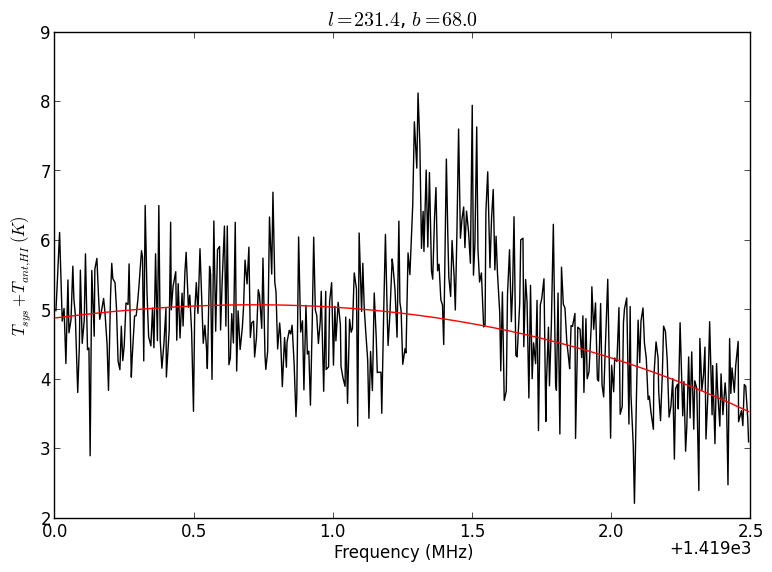 l = 231.4, b = 68.0
9
8
7
6
5
4
3
2
T_sys + T_ant,HI (K)
0.0 0.5 1.0 1.5 2.0 2.5
Frequency (MHz)
+1.419e3